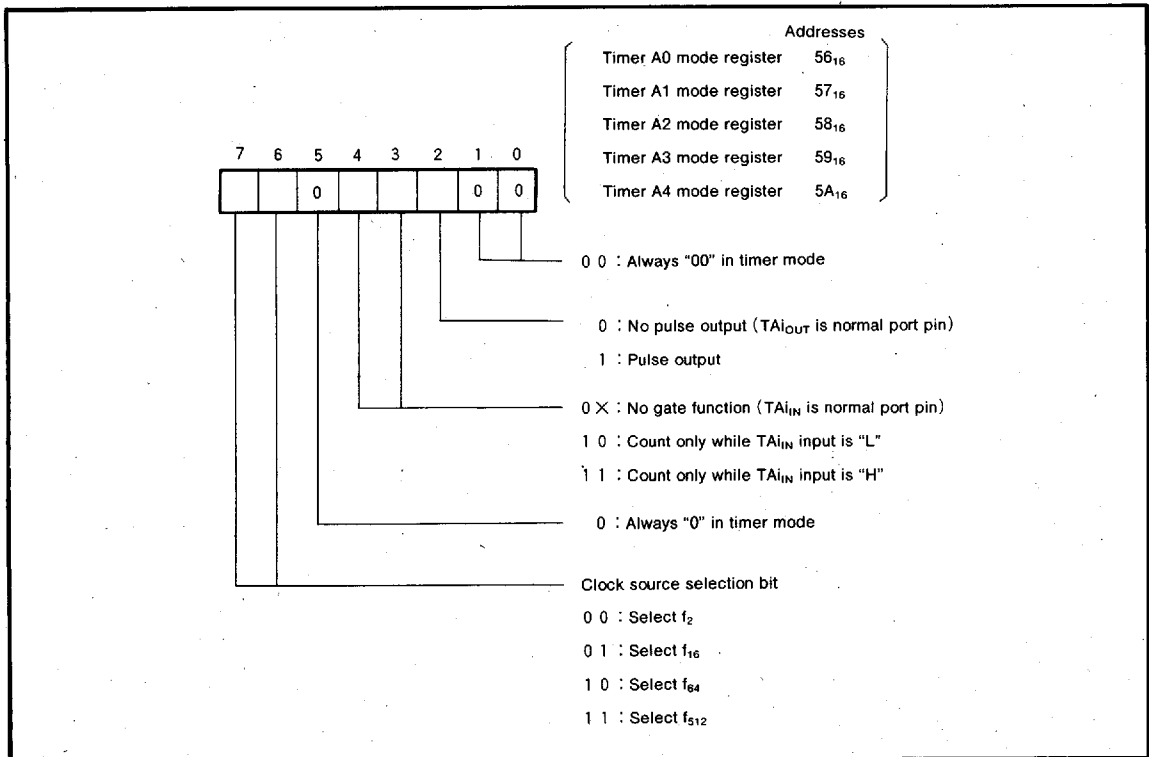 Addresses
Timer A0 mode register 56₁₆
Timer A1 mode register 57₁₆
Timer A2 mode register 58₁₆
Timer A3 mode register 59₁₆
Timer A4 mode register 5A₁₆
7 6 5 4 3 2 1 0
0 0 0
0 0 : Always “00” in timer mode
0 : No pulse output (TAiOUT is normal port pin)
1 : Pulse output
0 × : No gate function (TAiIN is normal port pin)
1 0 : Count only while TAiIN input is “L”
1 1 : Count only while TAiIN input is “H”
0 : Always “0” in timer mode
Clock source selection bit
0 0 : Select f₂
0 1 : Select f₁₆
1 0 : Select f₆₄
1 1 : Select f₅₁₂